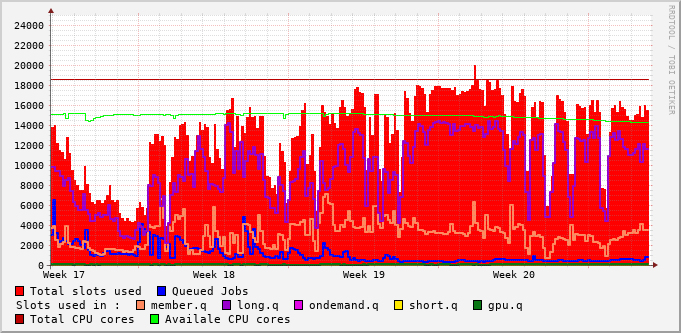 RRDTOOL / TOBI OETIKER
24000
22000
20000
18000
16000
14000
12000
10000
8000
6000
4000
2000
0
Week 17 Week 18 Week 19 Week 20
Total slots used Queued Jobs
Slots used in : member.q long.q ondemand.q short.q gpu.q
Total CPU cores Availale CPU cores